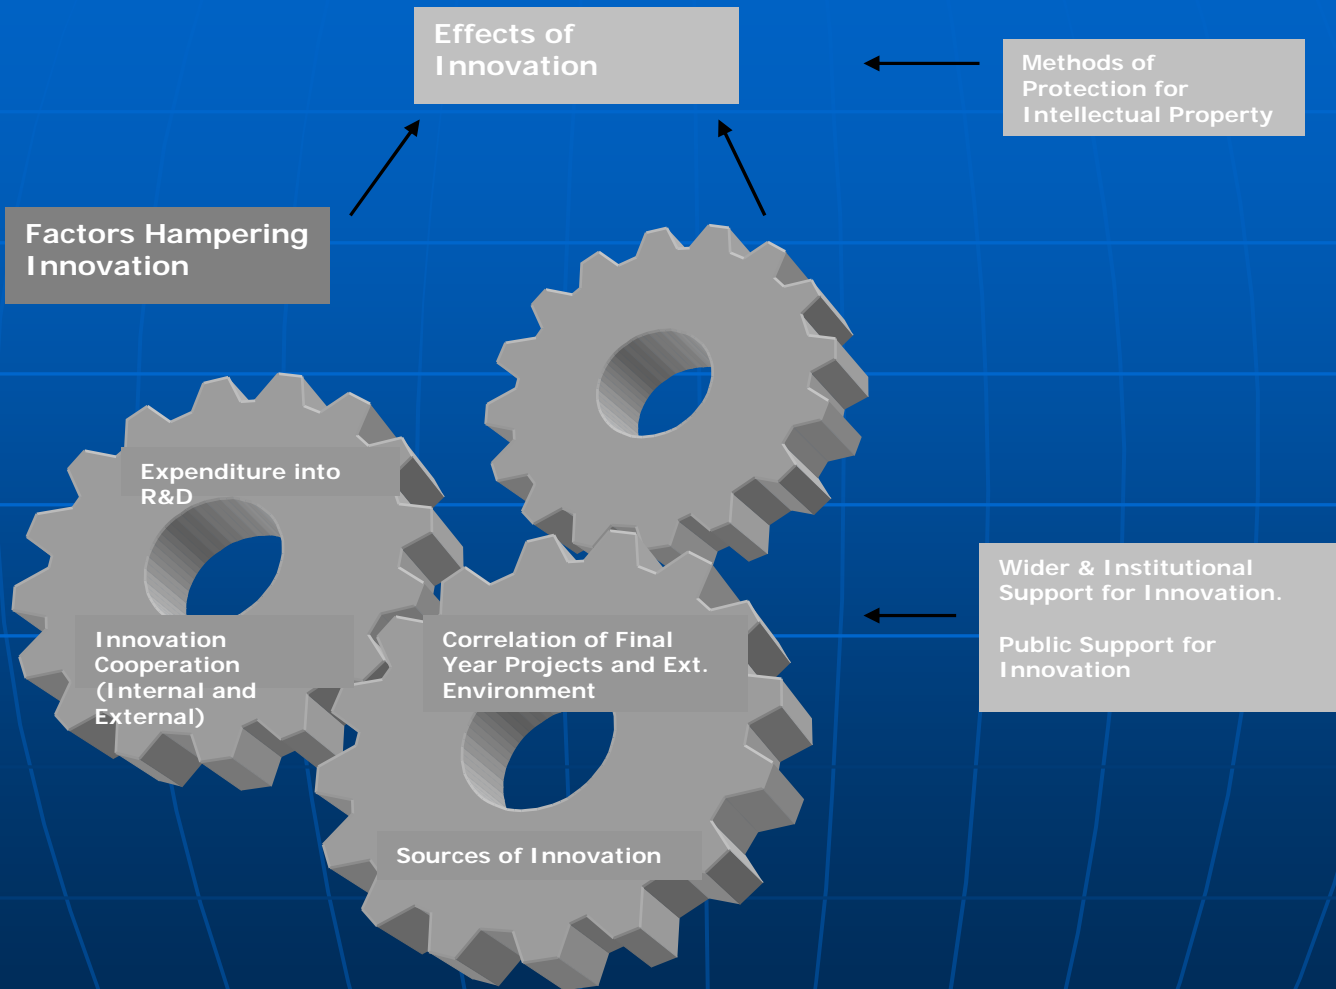 Effects of
Innovation
Methods of
Protection for
Intellectual Property
Factors Hampering
Innovation
Expenditure into
R&D
Innovation
Cooperation
(Internal and
External)
Correlation of Final
Year Projects and Ext.
Environment
Wider & Institutional
Support for Innovation.
Public Support for
Innovation
Sources of Innovation